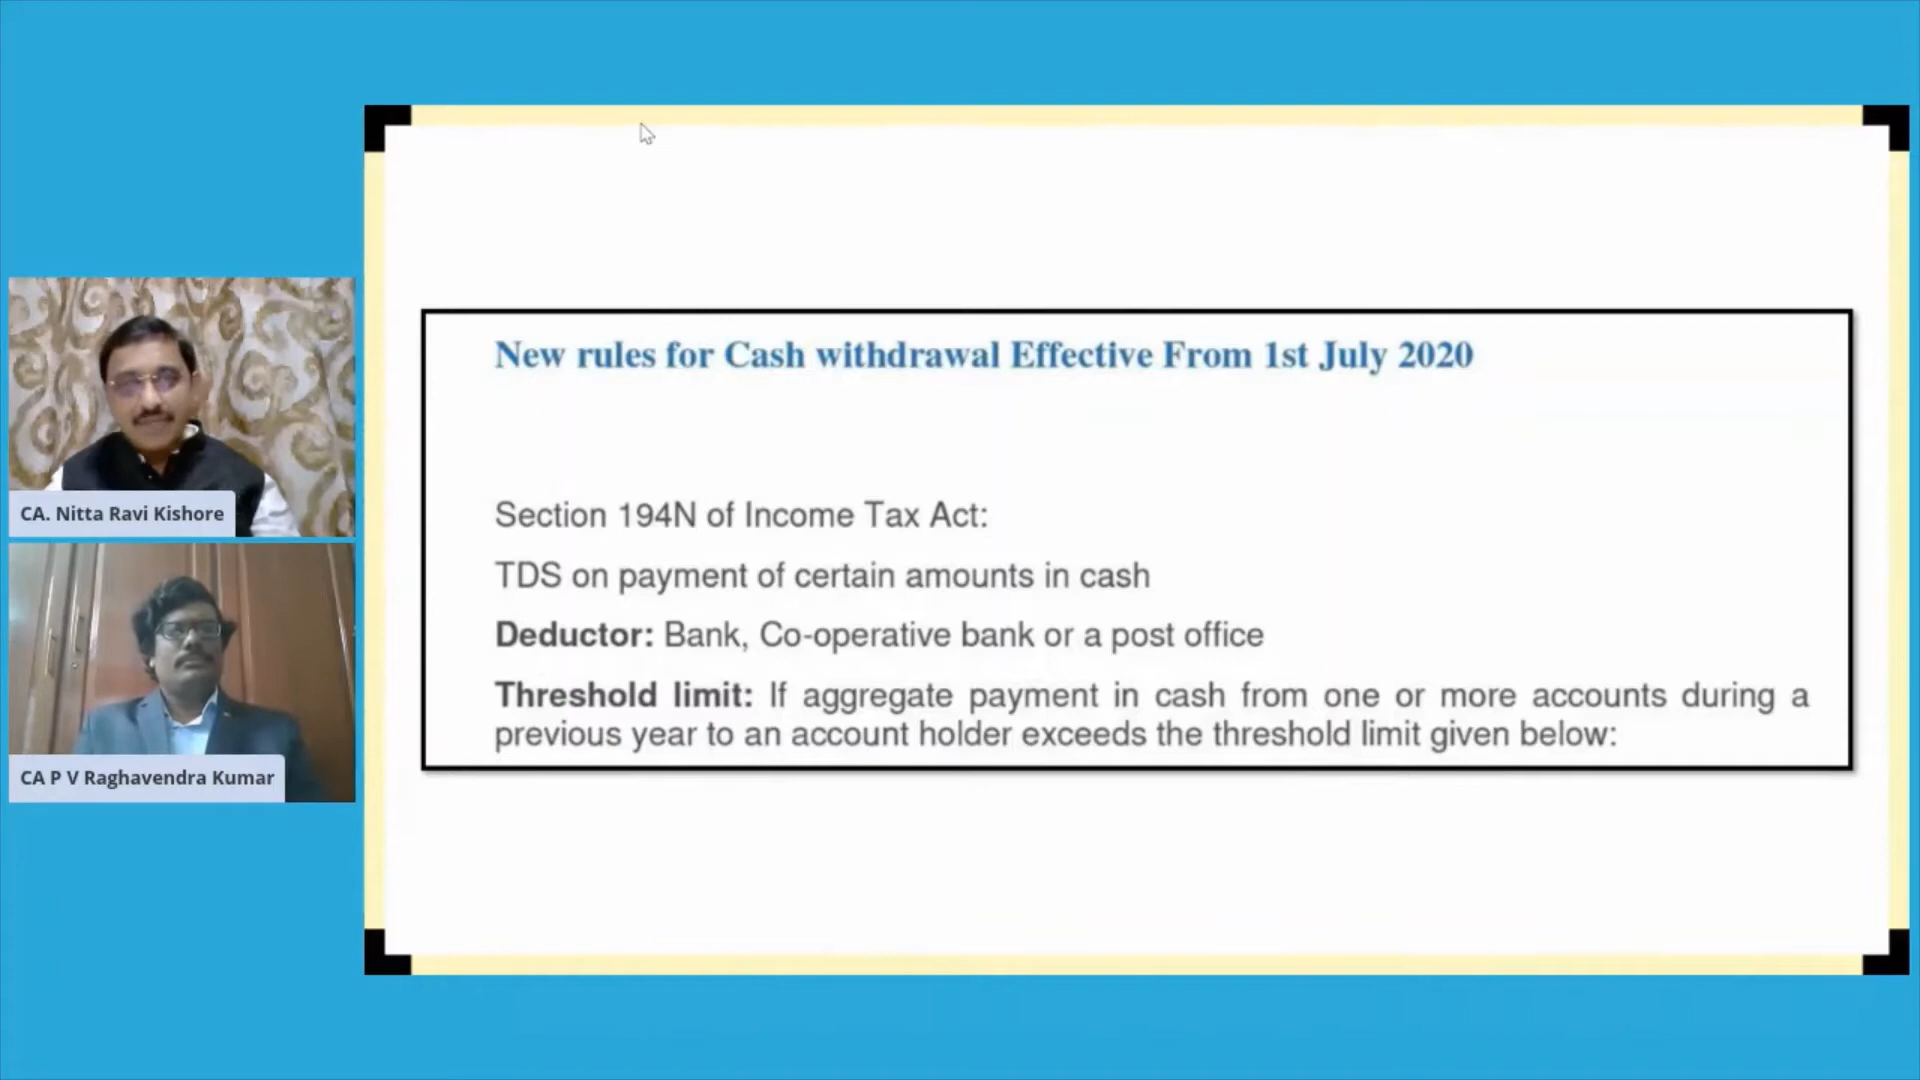 CA. Nitta Ravi Kishore
CA P V Raghavendra Kumar
New rules for Cash withdrawal Effective From 1st July 2020
Section 194N of Income Tax Act:
TDS on payment of certain amounts in cash
Deductor: Bank, Co-operative bank or a post office
Threshold limit: If aggregate payment in cash from one or more accounts during a
previous year to an account holder exceeds the threshold limit given below: